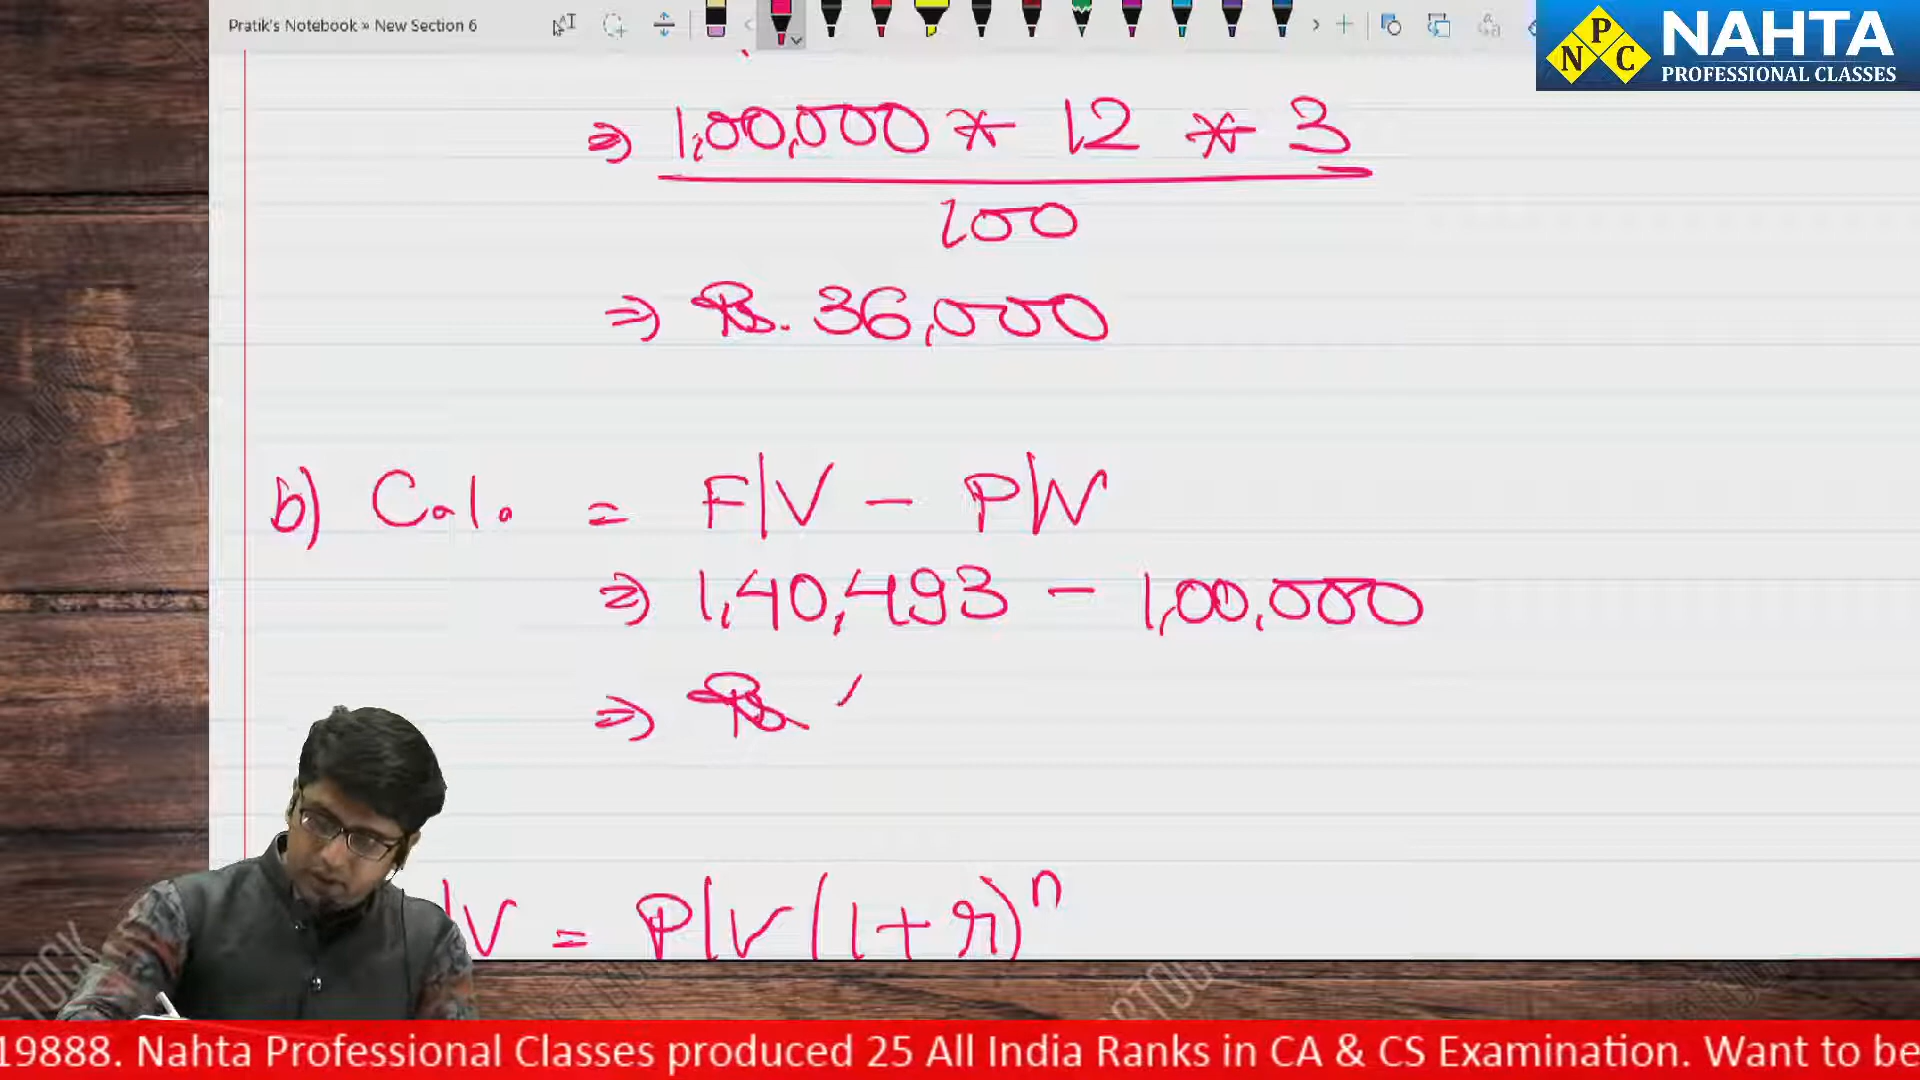 Pratik's Notebook » New Section 6
N P C
NAHTA
PROFESSIONAL CLASSES
⇒ 1,00,000 * 12 * 3
100
⇒ Rs. 36,000
b) Calc. = F/V - P/V
⇒ 1,40,493 - 1,00,000
⇒ Rs
/V = P/V (1+r)^n
19888. Nahta Professional Classes produced 25 All India Ranks in CA & CS Examination. Want to be